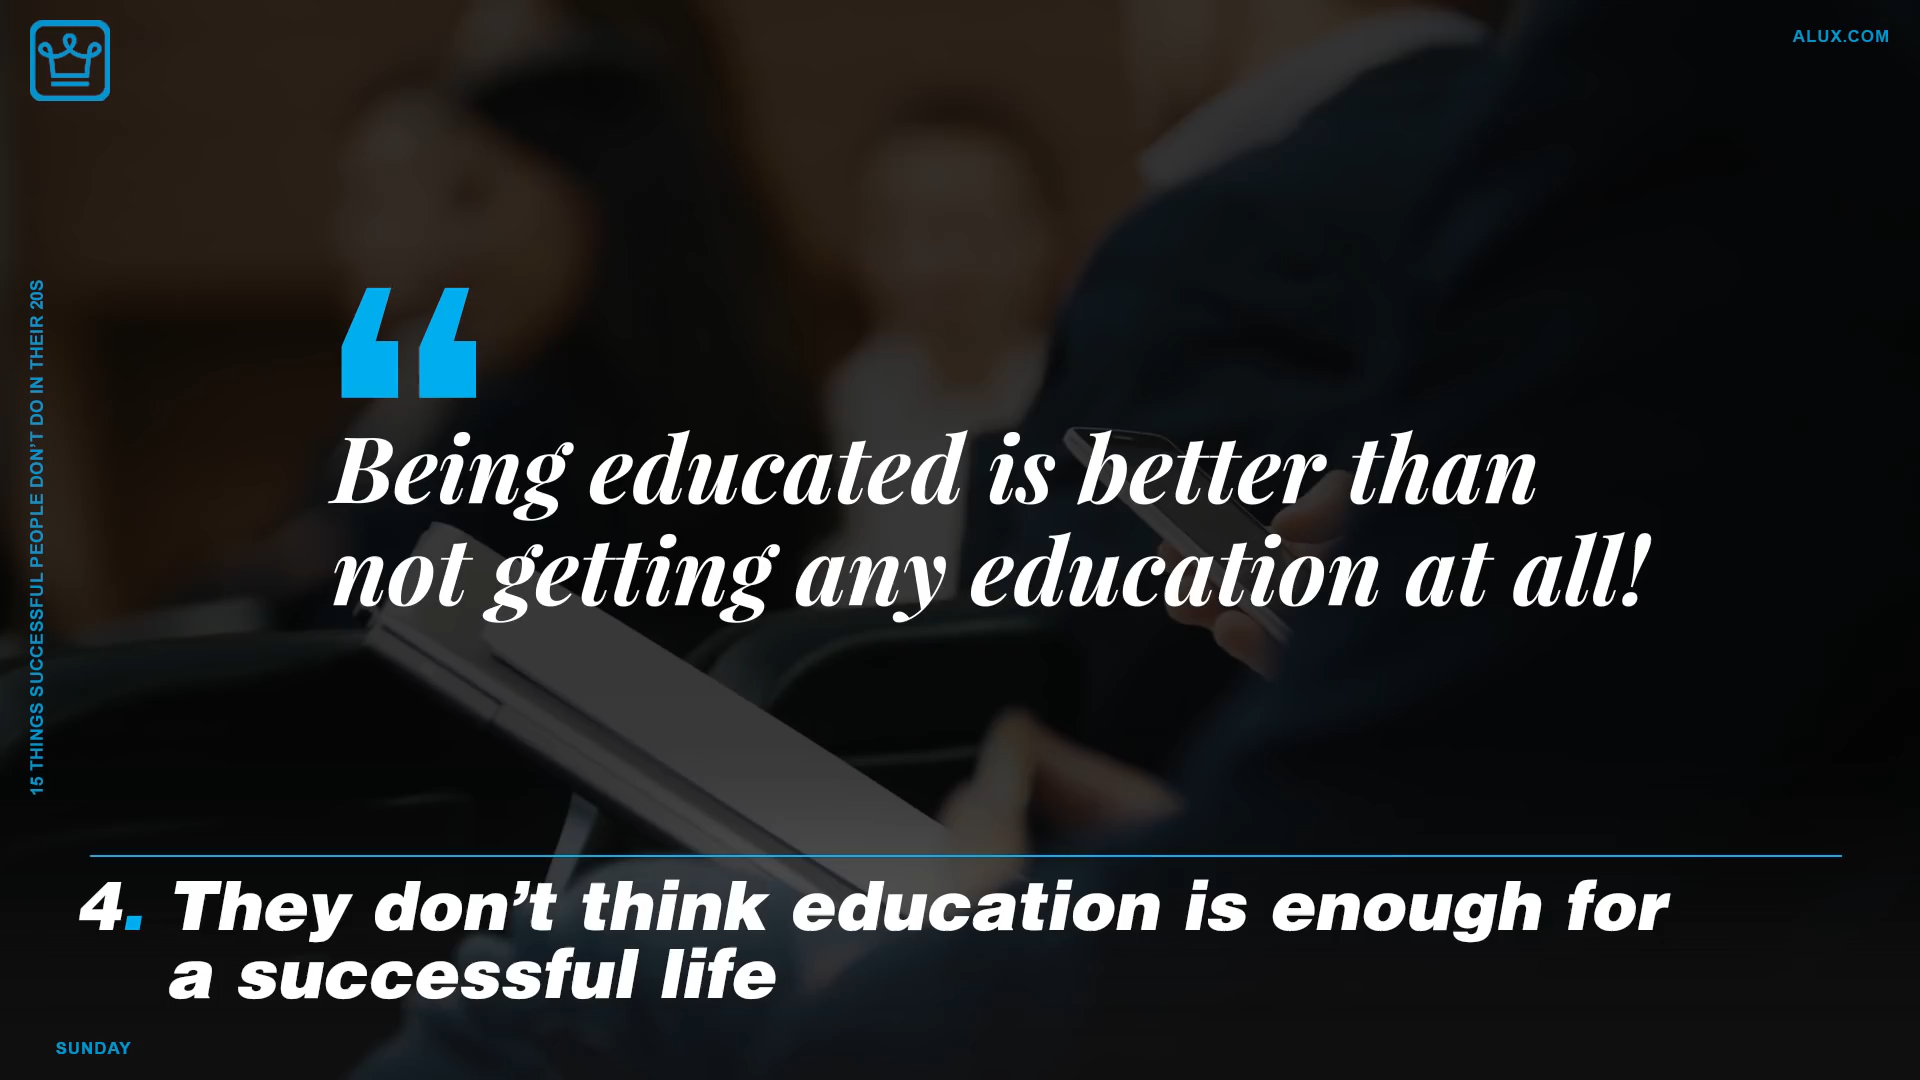 ALUX.COM
15 THINGS SUCCESSFUL PEOPLE DON'T DO IN THEIR 20S
“
Being educated is better than
not getting any education at all!
4. They don’t think education is enough for
a successful life
SUNDAY